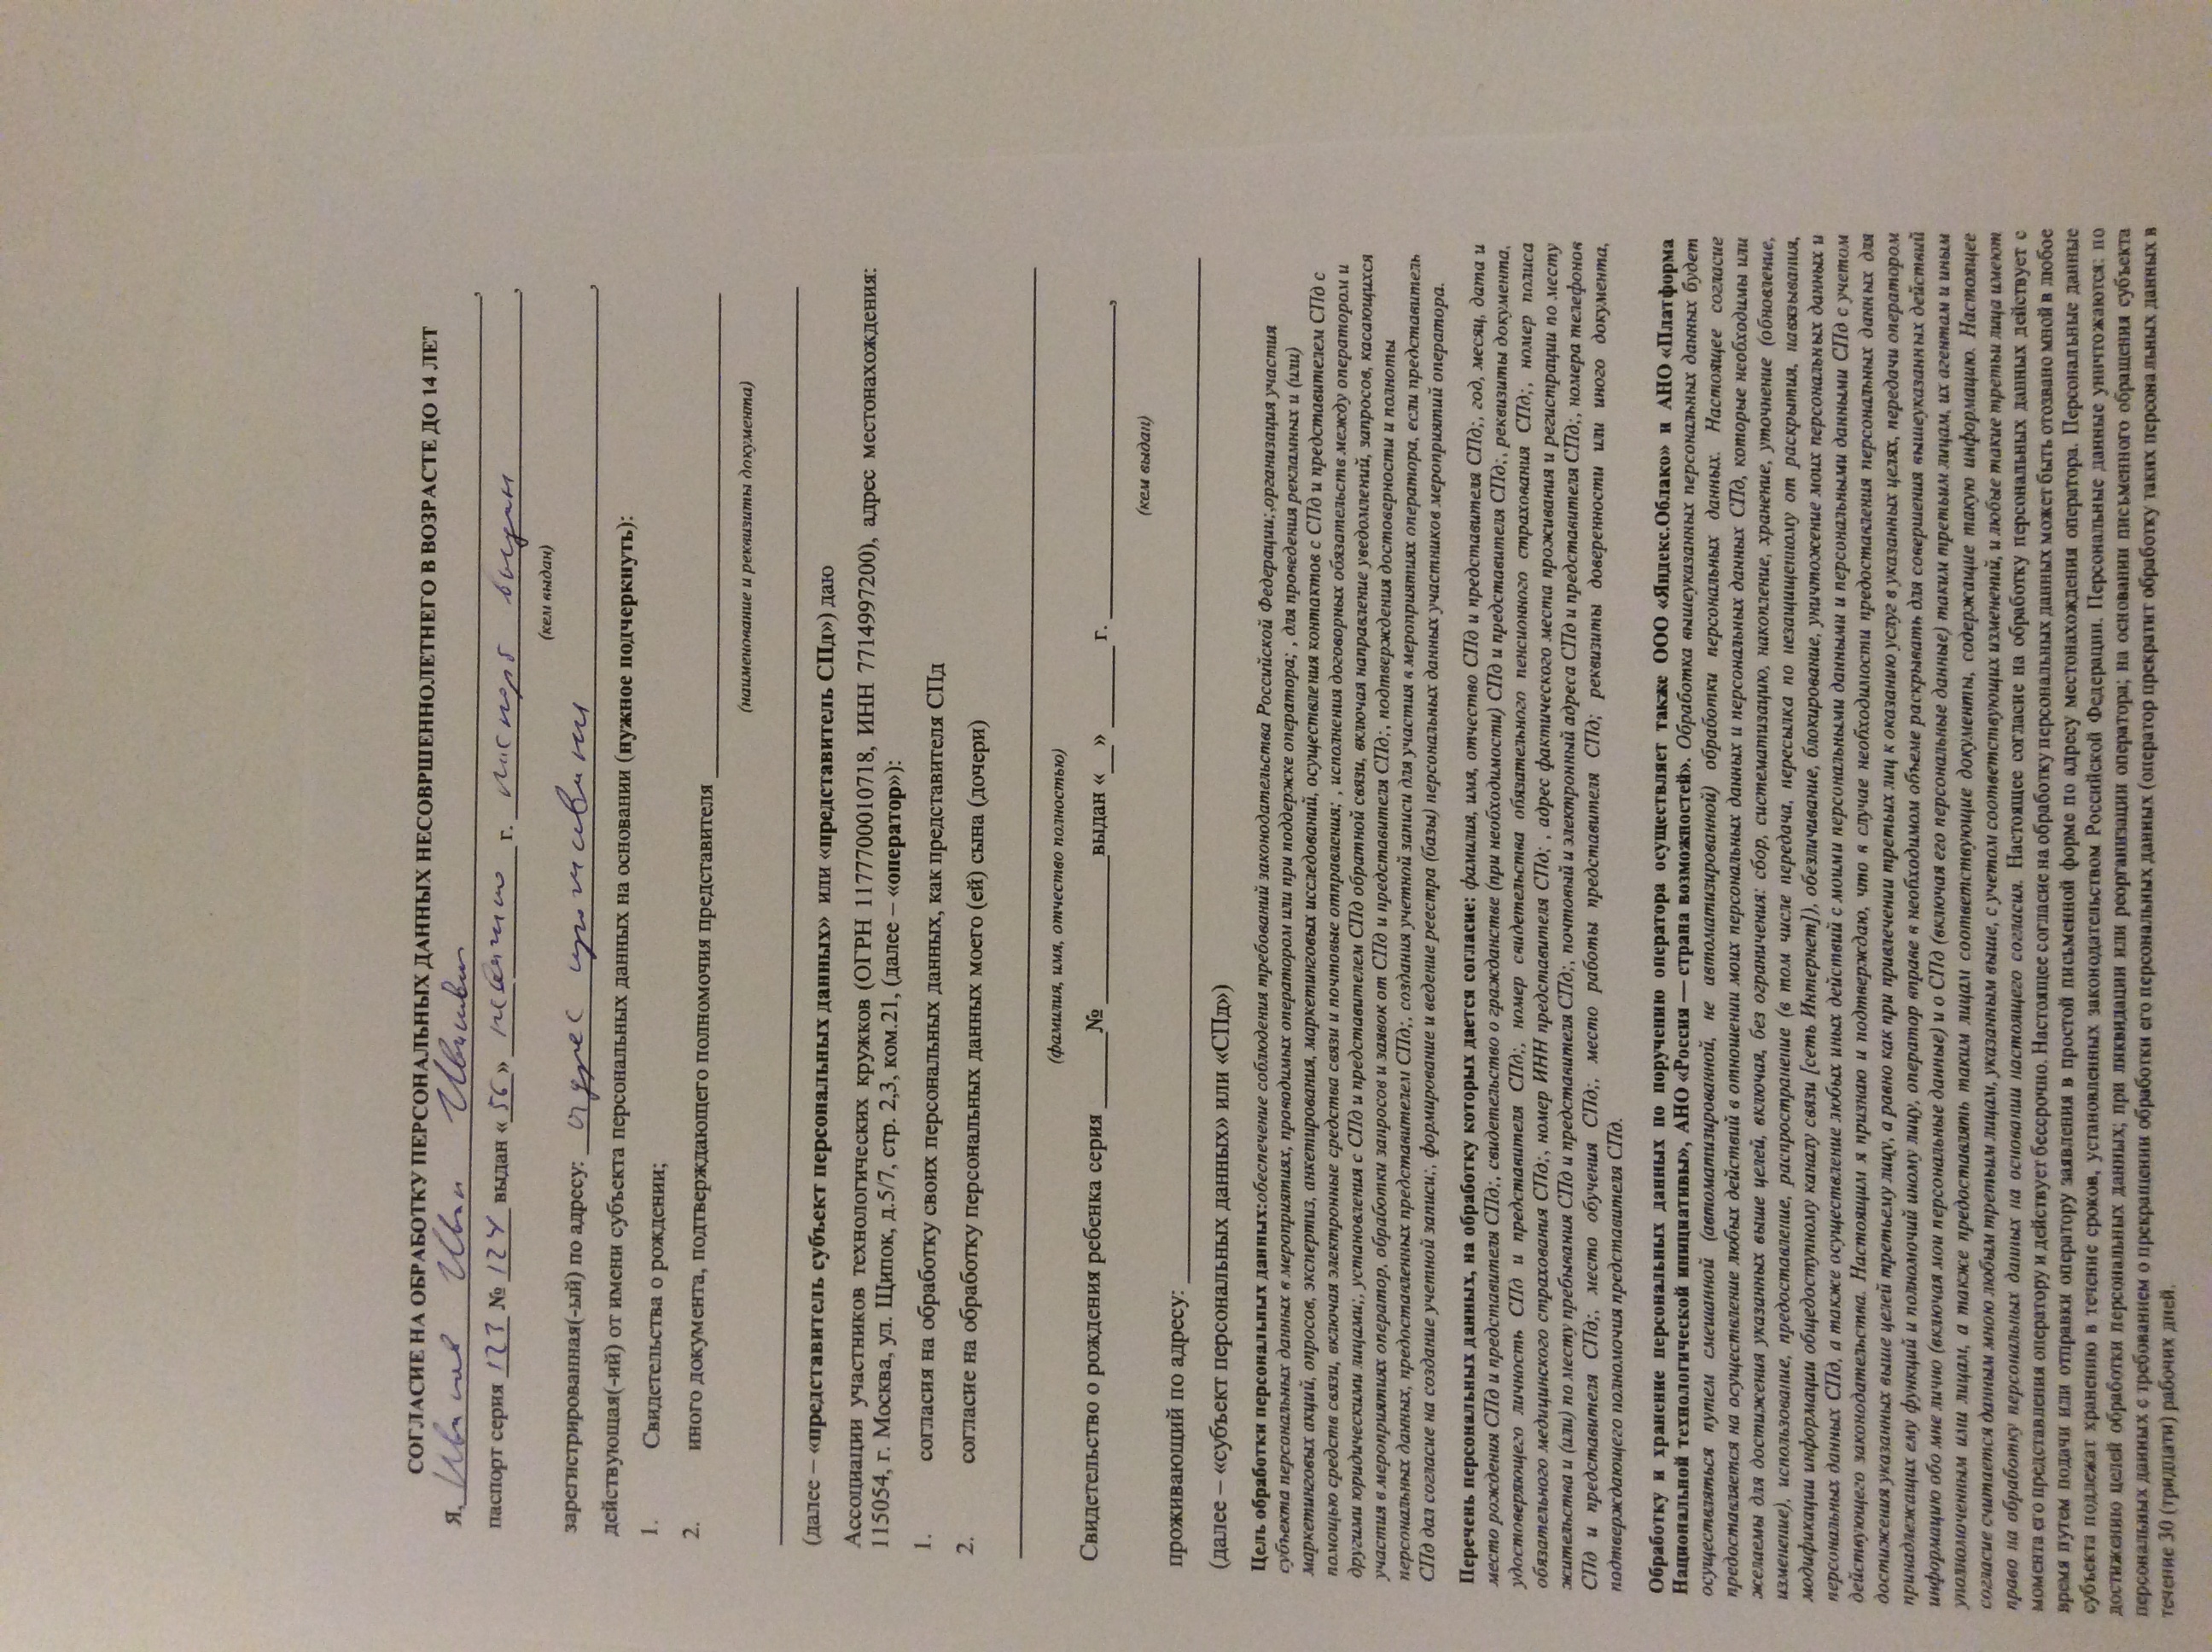 СОГЛАСИЕ НА ОБРАБОТКУ ПЕРСОНАЛЬНЫХ ДАННЫХ НЕСОВРШЕННОЛЕТНЕГО В ВОЗРАСТЕ ДО 14 ЛЕТ
Я, Иванов Иван Иванович,
паспорт серия 123 № 124 выдан «56» неважно г. паспорт выдан,
(кем выдан)
зарегистрированная(-ый) по адресу: адрес проживания,
действующая(-ий) от имени субъекта персональных данных на основании (нужное подчеркнуть):
1. Свидетельства о рождении;
2. иного документа, подтверждающего полномочия представителя
(наименование и реквизиты документа)
(далее – «представитель субъект персональных данных» или «представитель СПд») даю
Ассоциации участников технологических кружков (ОГРН 1177700010718, ИНН 7714997200), адрес местонахождения:
115054, г. Москва, ул. Щипок, д.5/7, стр. 2,3, ком.21, (далее – «оператор»):
1. согласия на обработку своих персональных данных, как представителя СПд
2. согласие на обработку персональных данных моего (ей) сына (дочери)
(фамилия, имя, отчество полностью)
Свидетельство о рождения ребенка серия ______№ ____________выдан «__» ______ г. ________________________,
(кем выдан)
проживающий по адресу:
(далее – «субъект персональных данных» или «СПд»)
Цель обработки персональных данных:обеспечение соблюдения требований законодательства Российской Федерации;,организация участия
субъекта персональных данных в мероприятиях, проводимых оператором или при поддержке оператора; , для проведения рекламных и (или)
маркетинговых акций, опросов, экспертиз, анкетирования, маркетинговых исследований, осуществления контактов с СПд и представителем СПд с
помощью средств связи, включая электронные средства связи и почтовые отправления; , исполнения договорных обязательств между оператором и
другими юридическими лицами;, установления с СПд и представителем СПд обратной связи, включая направление уведомлений, запросов, касающихся
участия в мероприятиях оператор, обработки запросов и заявок от СПд и представителя СПд;, подтверждения достоверности и полноты
персональных данных, предоставленных представителем СПд;, создания учетной записи для участия в мероприятиях оператора, если представитель
СПд дал согласие на создание учетной записи;, формирование и ведение реестра (базы) персональных данных участников мероприятий оператора.
Перечень персональных данных, на обработку которых дается согласие: фамилия, имя, отчество СПд и представителя СПд;, год, месяц, дата и
место рождения СПд и представителя СПд;, свидетельство о гражданстве (при необходимости) СПд и представителя СПд;, реквизиты документа,
удостоверяющего личность СПд и представителя СПд;, номер свидетельства обязательного пенсионного страхования СПд;, номер полиса
обязательного медицинского страхования СПд;, номер ИНН представителя СПд; , адрес фактического места проживания и регистрации по месту
жительства и (или) по месту пребывания СПд и представителя СПд;, почтовый и электронный адреса СПд и представителя СПд;, номера телефонов
СПд и представителя СПд;, место обучения СПд;, место работы представителя СПд; реквизиты доверенности или иного документа,
подтверждающего полномочия представителя СПд.
Обработку и хранение персональных данных по поручению оператора осуществляет также ООО «Яндекс.Облако» и АНО «Платформа
Национальной технологической инициативы», АНО «Россия — страна возможностей». Обработка вышеуказанных персональных данных будет
осуществляться путем смешанной (автоматизированной, не автоматизированной) обработки персональных данных. Настоящее согласие
предоставляется на осуществление любых действий в отношении моих персональных данных и персональных данных СПд, которые необходимы или
желаемы для достижения указанных выше целей, включая, без ограничения: сбор, систематизацию, накопление, хранение, уточнение (обновление,
изменение), использование, предоставление, распространение (в том числе передача, пересылка по незащищенному от раскрытия, навязывания,
модификации информации общедоступному каналу связи [сеть Интернет]), обезличивание, блокирование, уничтожение моих персональных данных и
персональных данных СПд, а также осуществление любых иных действий с моими персональными данными и персональными данными СПд с учетом
действующего законодательства. Настоящим я признаю и подтверждаю, что в случае необходимости предоставления персональных данных для
достижения указанных выше целей третьему лицу, а равно как при привлечении третьих лиц к оказанию услуг в указанных целях, передачи оператором
принадлежащих ему функций и полномочий иному лицу, оператор вправе в необходимом объеме раскрывать для совершения вышеуказанных действий
информацию обо мне лично (включая мои персональные данные) и о СПд (включая его персональные данные) таким третьим лицам, их агентам и иным
уполномоченным ими лицам, а также предоставлять таким лицам соответствующие документы, содержащие такую информацию. Настоящее
согласие считается данным мною любым третьим лицам, указанным выше, с учетом соответствующих изменений, и любые такие третьи лица имеют
право на обработку персональных данных на основании настоящего согласия. Настоящее согласие на обработку персональных данных действует с
момента его представления оператору и действует бессрочно. Настоящее согласие на обработку персональных данных может быть отозвано мной в любое
время путем подачи или отправки оператору заявления в простой письменной форме по адресу местонахождения оператора. Персональные данные
субъекта подлежат хранению в течение сроков, установленных законодательством Российской Федерации. Персональные данные уничтожаются: по
достижению целей обработки персональных данных; при ликвидации или реорганизации оператора; на основании письменного обращения субъекта
персональных данных с требованием о прекращении обработки его персональных данных (оператор прекратит обработку таких персональных данных в
течение 30 (тридцати) рабочих дней.